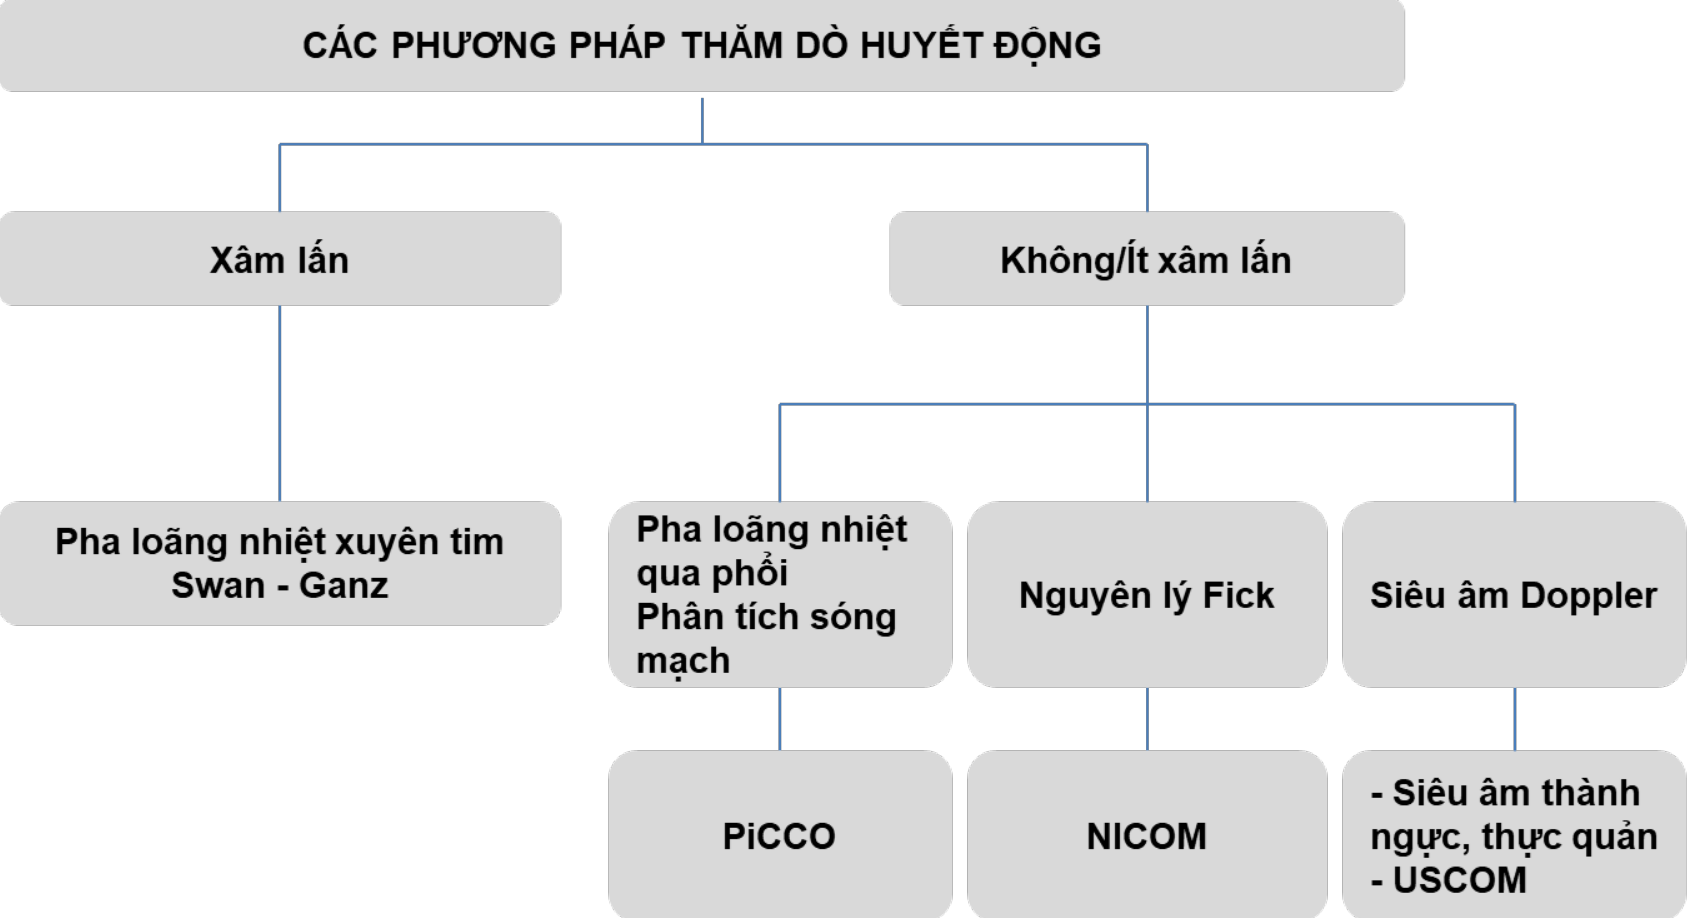 CÁC PHƯƠNG PHÁP THĂM DÒ HUYẾT ĐỘNG
Xâm lấn
Không/Ít xâm lấn
Pha loãng nhiệt xuyên tim
Swan - Ganz
Pha loãng nhiệt
qua phổi
Phân tích sóng
mạch
Nguyên lý Fick
Siêu âm Doppler
PiCCO
NICOM
- Siêu âm thành
ngực, thực quản
- USCOM